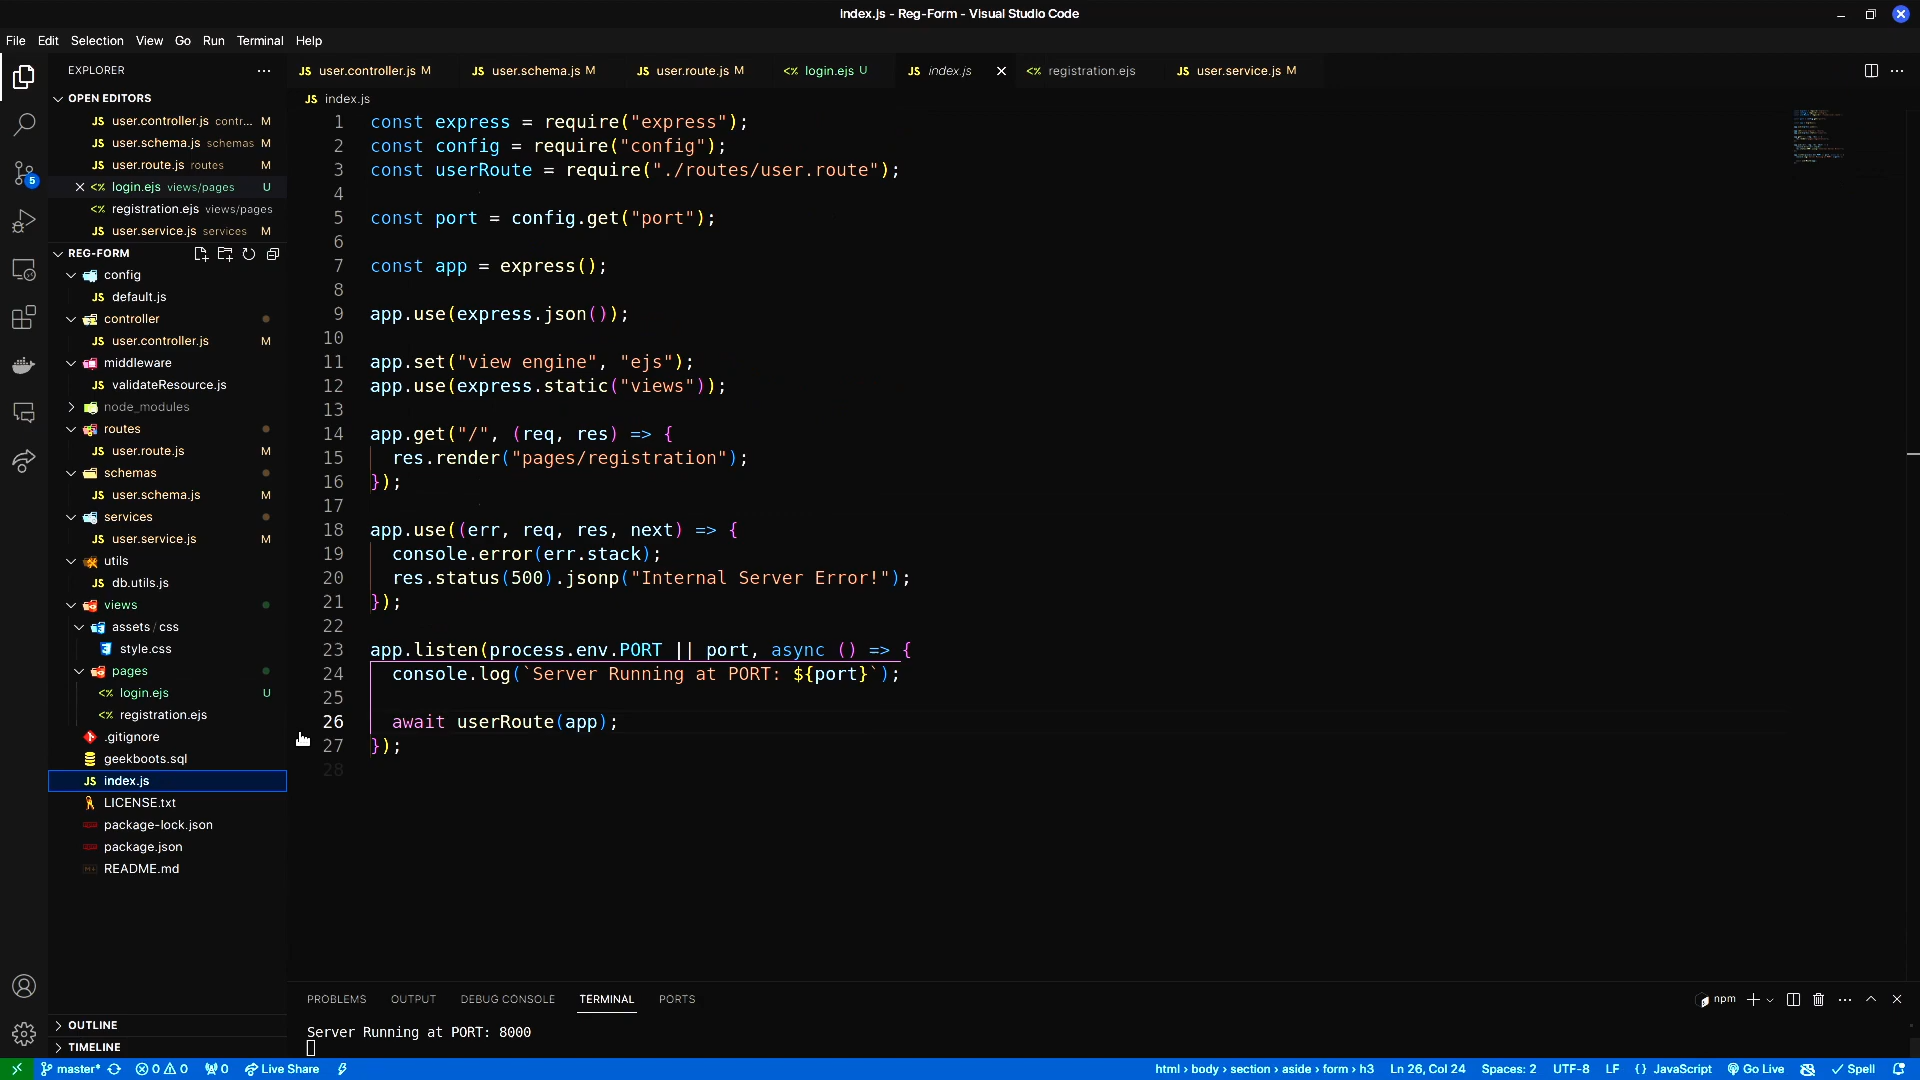 index.js - Reg-Form - Visual Studio Code
File Edit Selection View Go Run Terminal Help
EXPLORER
JS user.controller.js M JS user.schema.js M JS user.route.js M <% login.ejs U JS index.js <% registration.ejs JS user.service.js M
OPEN EDITORS
JS user.controller.js contr... M
JS user.schema.js schemas M
JS user.route.js routes M
<% login.ejs views/pages U
<% registration.ejs views/pages
JS user.service.js services M
REG-FORM
config
JS default.js
controller
JS user.controller.js M
middleware
JS validateResource.js
node_modules
routes
JS user.route.js M
schemas
JS user.schema.js M
services
JS user.service.js M
utils
JS db.utils.js
views
assets / css
style.css
pages
<% login.ejs U
<% registration.ejs
.gitignore
geekboots.sql
JS index.js
LICENSE.txt
package-lock.json
package.json
README.md
OUTLINE
TIMELINE
5
JS index.js
1 const express = require("express");
2 const config = require("config");
3 const userRoute = require("./routes/user.route");
4
5 const port = config.get("port");
6
7 const app = express();
8
9 app.use(express.json());
10
11 app.set("view engine", "ejs");
12 app.use(express.static("views"));
13
14 app.get("/", (req, res) => {
15 res.render("pages/registration");
16 });
17
18 app.use((err, req, res, next) => {
19 console.error(err.stack);
20 res.status(500).jsonp("Internal Server Error!");
21 });
22
23 app.listen(process.env.PORT || port, async () => {
24 console.log(`Server Running at PORT: ${port}`);
25
26 await userRoute(app);
27 });
28
PROBLEMS OUTPUT DEBUG CONSOLE TERMINAL PORTS
npm
Server Running at PORT: 8000
master* 0 0 0 Live Share
html › body › section › aside › form › h3 Ln 26, Col 24 Spaces: 2 UTF-8 LF {} JavaScript Go Live Spell